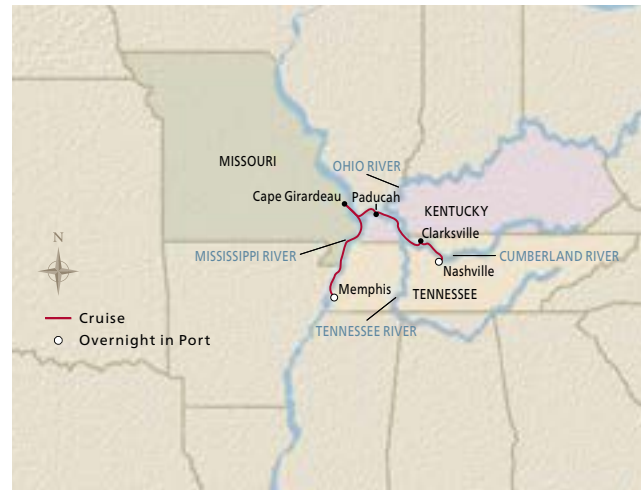 MISSOURI
OHIO RIVER
Cape Girardeau
Paducah
KENTUCKY
Clarksville
MISSISSIPPI RIVER
CUMBERLAND RIVER
Nashville
N
Memphis
TENNESSEE
Cruise
TENNESSEE RIVER
Overnight in Port